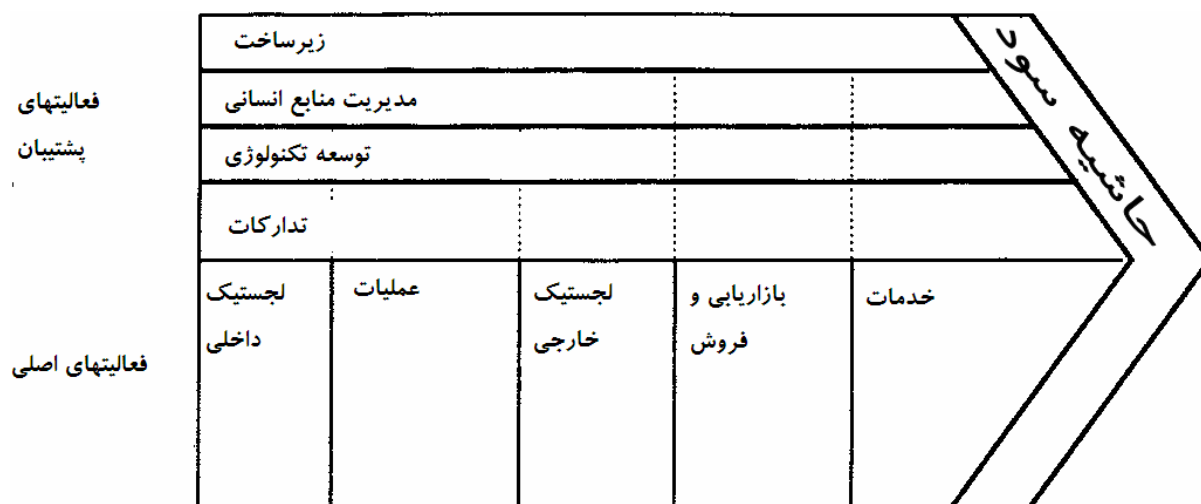 زیرساخت
حاشیه سود
فعالیتهای
پشتیبان
مدیریت منابع انسانی
توسعه تکنولوژی
تدارکات
لجستیک
داخلی
عملیات
لجستیک
خارجی
بازاریابی و
فروش
خدمات
فعالیتهای اصلی